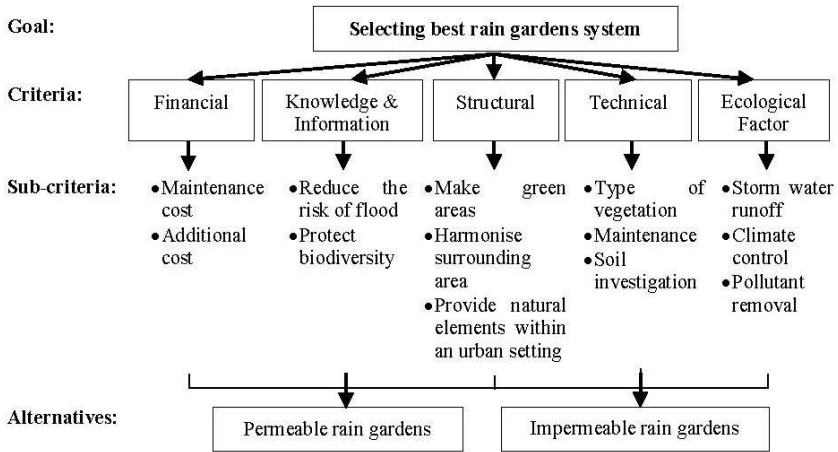 Goal: Selecting best rain gardens system
Criteria: Financial
Knowledge &
Information
Structural
Technical
Ecological
Factor
Sub-criteria:
●Maintenance
cost
●Additional
cost
●Reduce the
risk of flood
●Protect
biodiversity
●Make green
areas
●Harmonise
surrounding
area
●Provide natural
elements within
an urban setting
●Type of
vegetation
●Maintenance
●Soil
investigation
●Storm water
runoff
●Climate
control
●Pollutant
removal
Alternatives:
Permeable rain gardens
Impermeable rain gardens